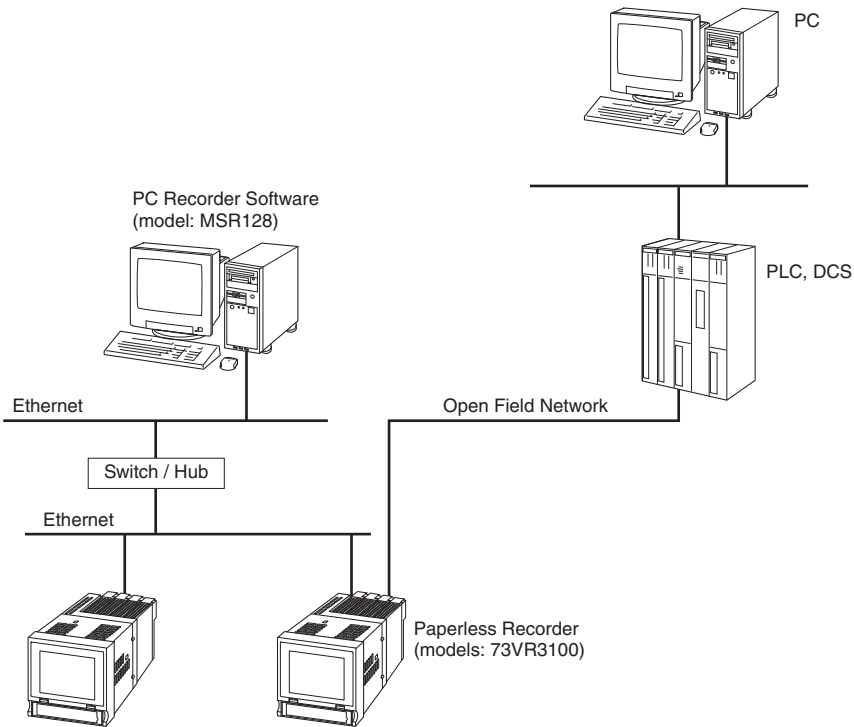 PC
PC Recorder Software
(model: MSR128)
PLC, DCS
Ethernet
Open Field Network
Switch / Hub
Ethernet
Paperless Recorder
(models: 73VR3100)